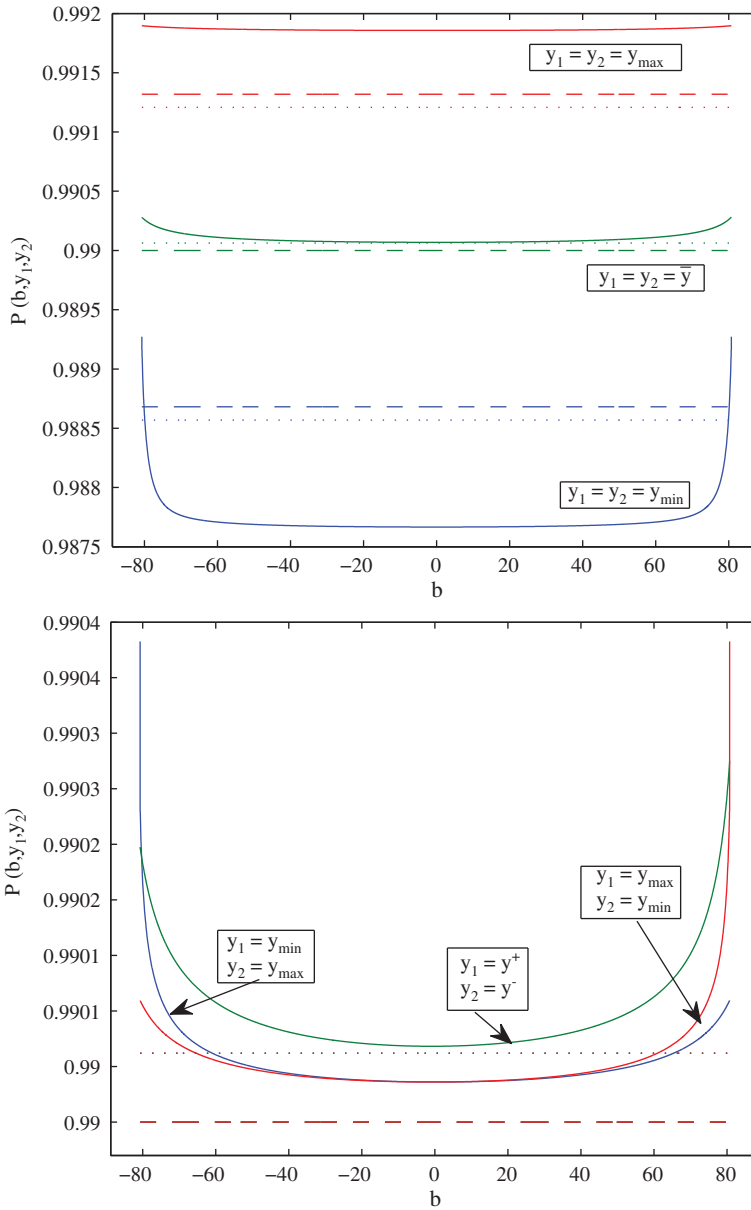 0.992
0.9915
0.991
0.9905
0.99
0.9895
0.989
0.9885
0.988
0.9875
P (b,y1,y2)
y1 = y2 = ymax
y1 = y2 = y̅
y1 = y2 = ymin
−80 −60 −40 −20 0 20 40 60 80
b
0.9904
0.9904
0.9903
0.9903
0.9902
0.9902
0.9901
0.9901
0.99
0.99
P (b,y1,y2)
y1 = ymin
y2 = ymax
y1 = y+
y2 = y-
y1 = ymax
y2 = ymin
−80 −60 −40 −20 0 20 40 60 80
b